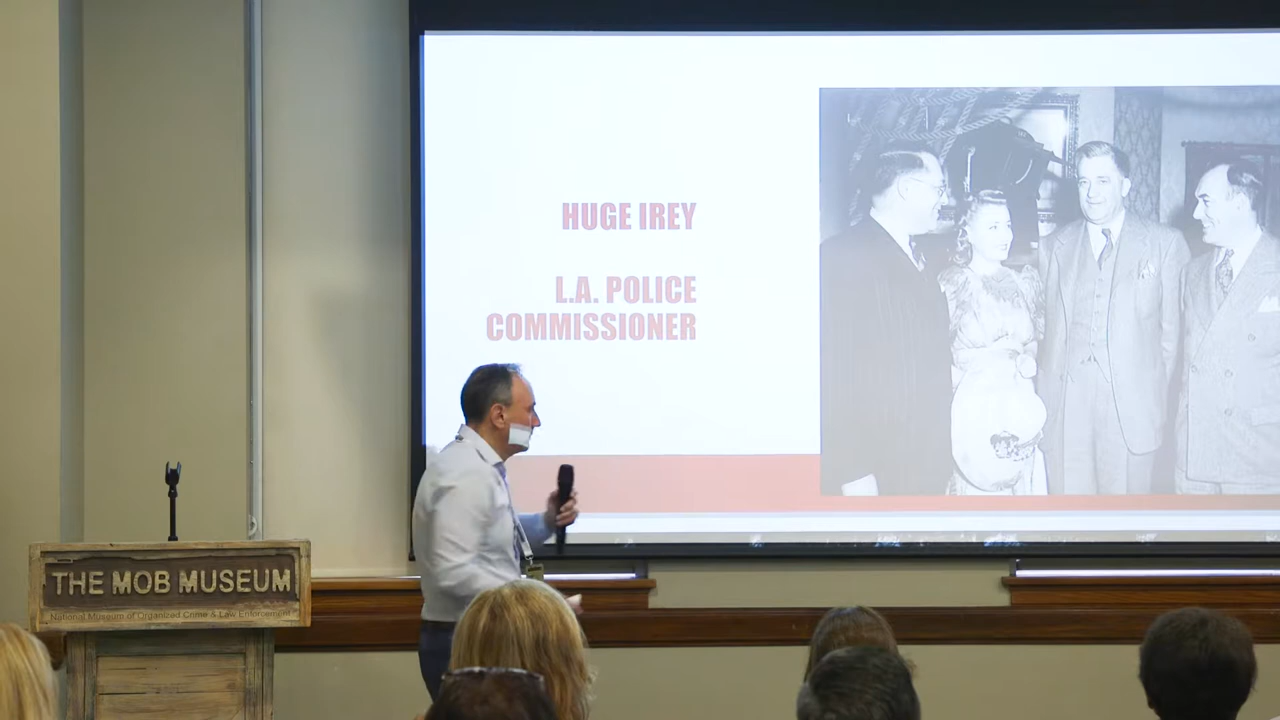 HUGE IREY
L.A. POLICE
COMMISSIONER
THE MOB MUSEUM
National Museum of Organized Crime & Law Enforcement